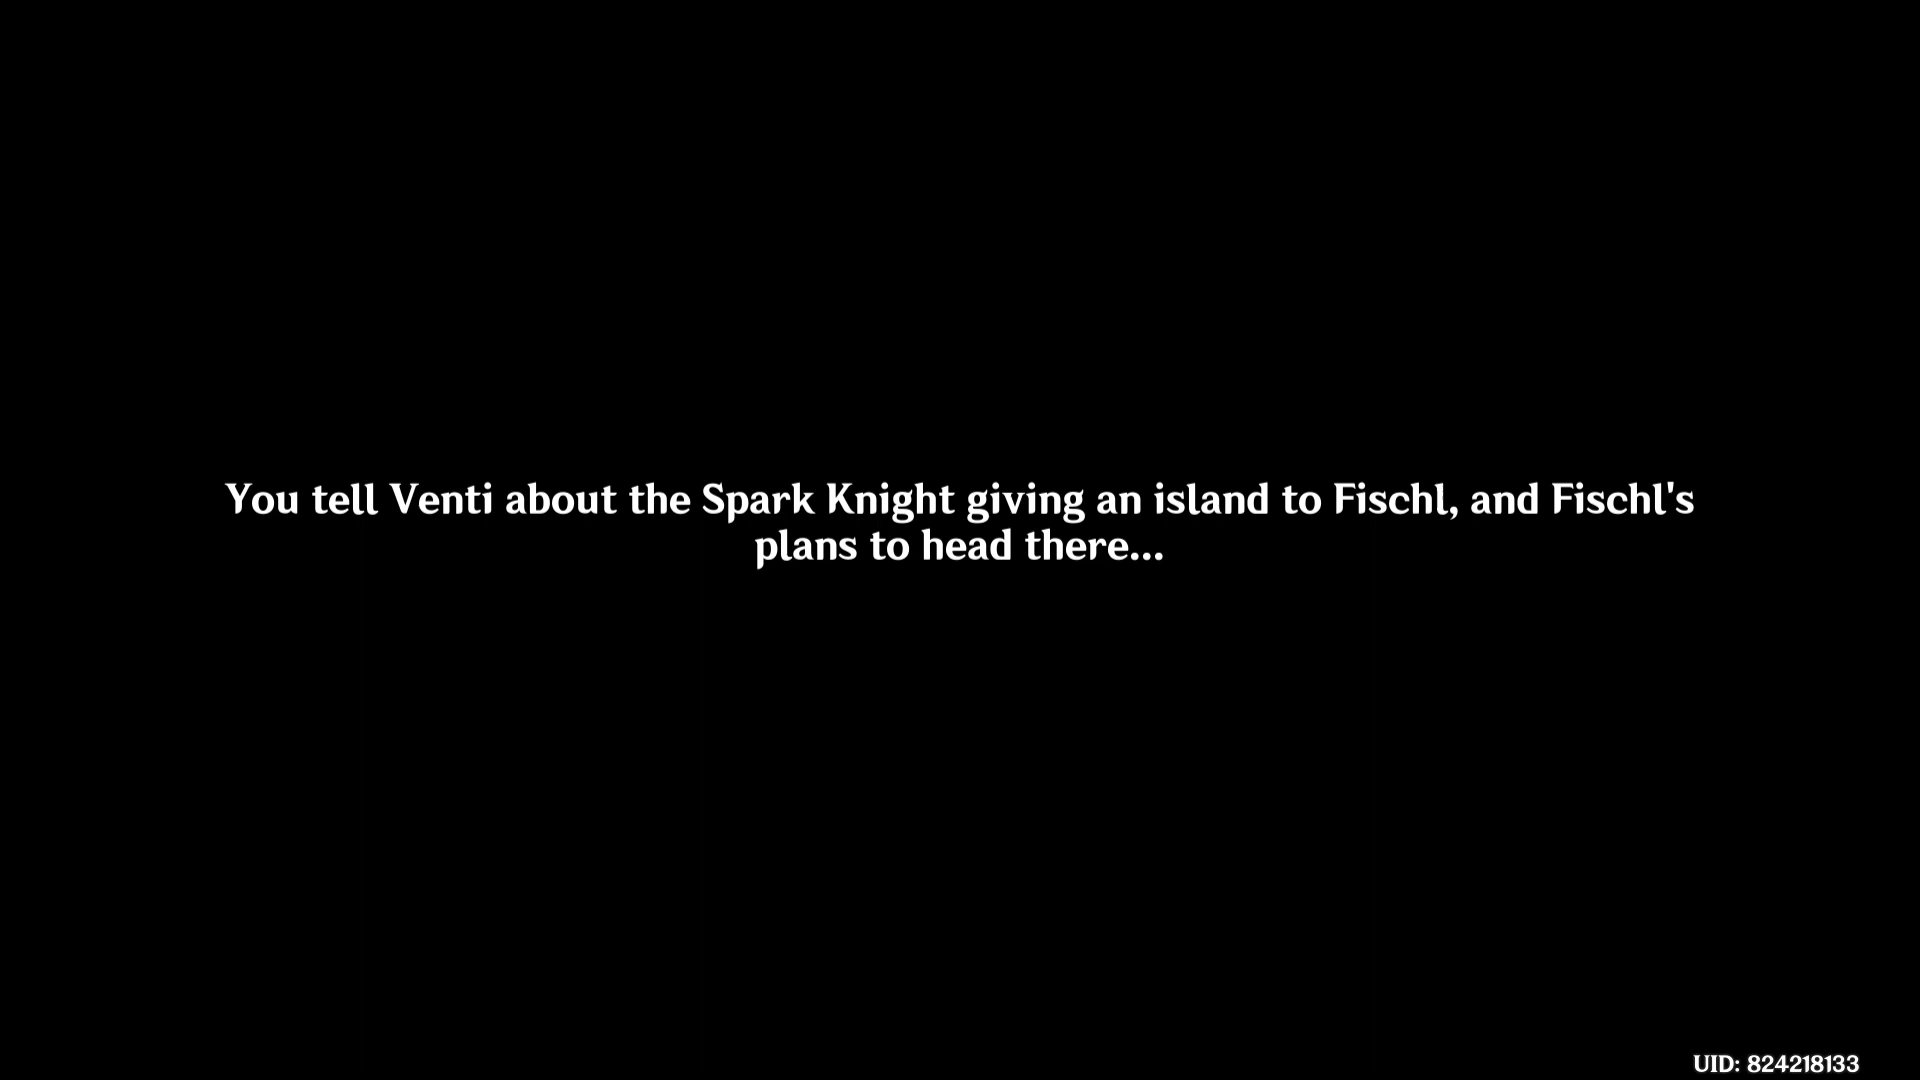 You tell Venti about the Spark Knight giving an island to Fischl, and Fischl's
plans to head there...
UID: 824218133